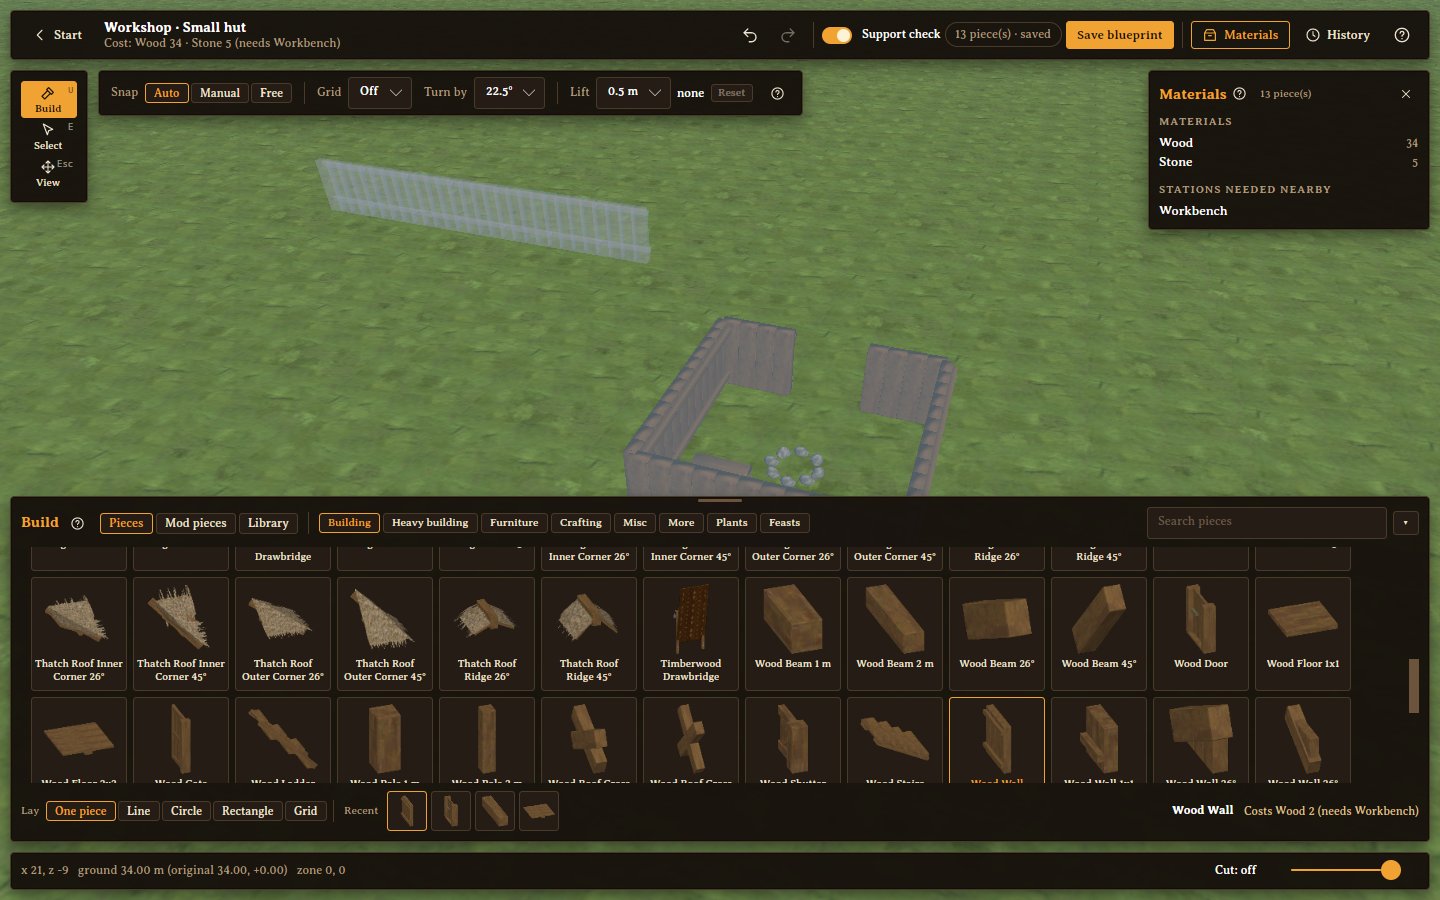 Start
Workshop · Small hut
Cost: Wood 34 · Stone 5 (needs Workbench)
Support check
13 piece(s) · saved
Save blueprint
Materials
History
Build U
Select E
View Esc
Snap Auto Manual Free Grid Off Turn by 22.5° Lift 0.5 m none Reset
Materials 13 piece(s)
MATERIALS
Wood 34
Stone 5
STATIONS NEEDED NEARBY
Workbench
Build Pieces Mod pieces Library Building Heavy building Furniture Crafting Misc More Plants Feasts Search pieces
Drawbridge
Inner Corner 26°
Inner Corner 45°
Outer Corner 26°
Outer Corner 45°
Ridge 26°
Ridge 45°
Thatch Roof Inner
Corner 26°
Thatch Roof Inner
Corner 45°
Thatch Roof
Outer Corner 26°
Thatch Roof
Outer Corner 45°
Thatch Roof
Ridge 26°
Thatch Roof
Ridge 45°
Timberwood
Drawbridge
Wood Beam 1 m
Wood Beam 2 m
Wood Beam 26°
Wood Beam 45°
Wood Door
Wood Floor 1x1
Lay One piece Line Circle Rectangle Grid Recent
Wood Wall Costs Wood 2 (needs Workbench)
x 21, z -9 ground 34.00 m (original 34.00, +0.00) zone 0, 0
Cut: off